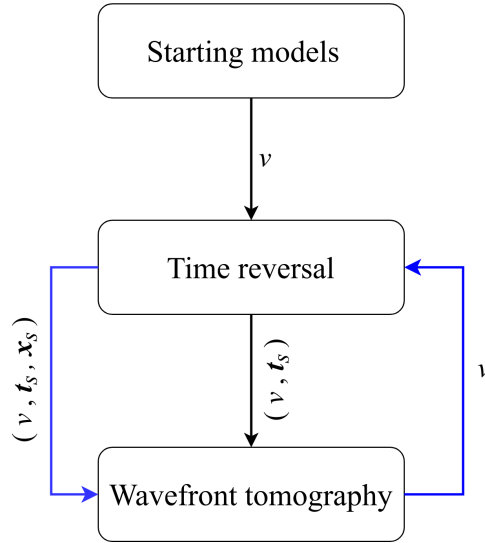 Starting models
v
Time reversal
(v, t_s, x_s)
(v, t_s)
v
Wavefront tomography